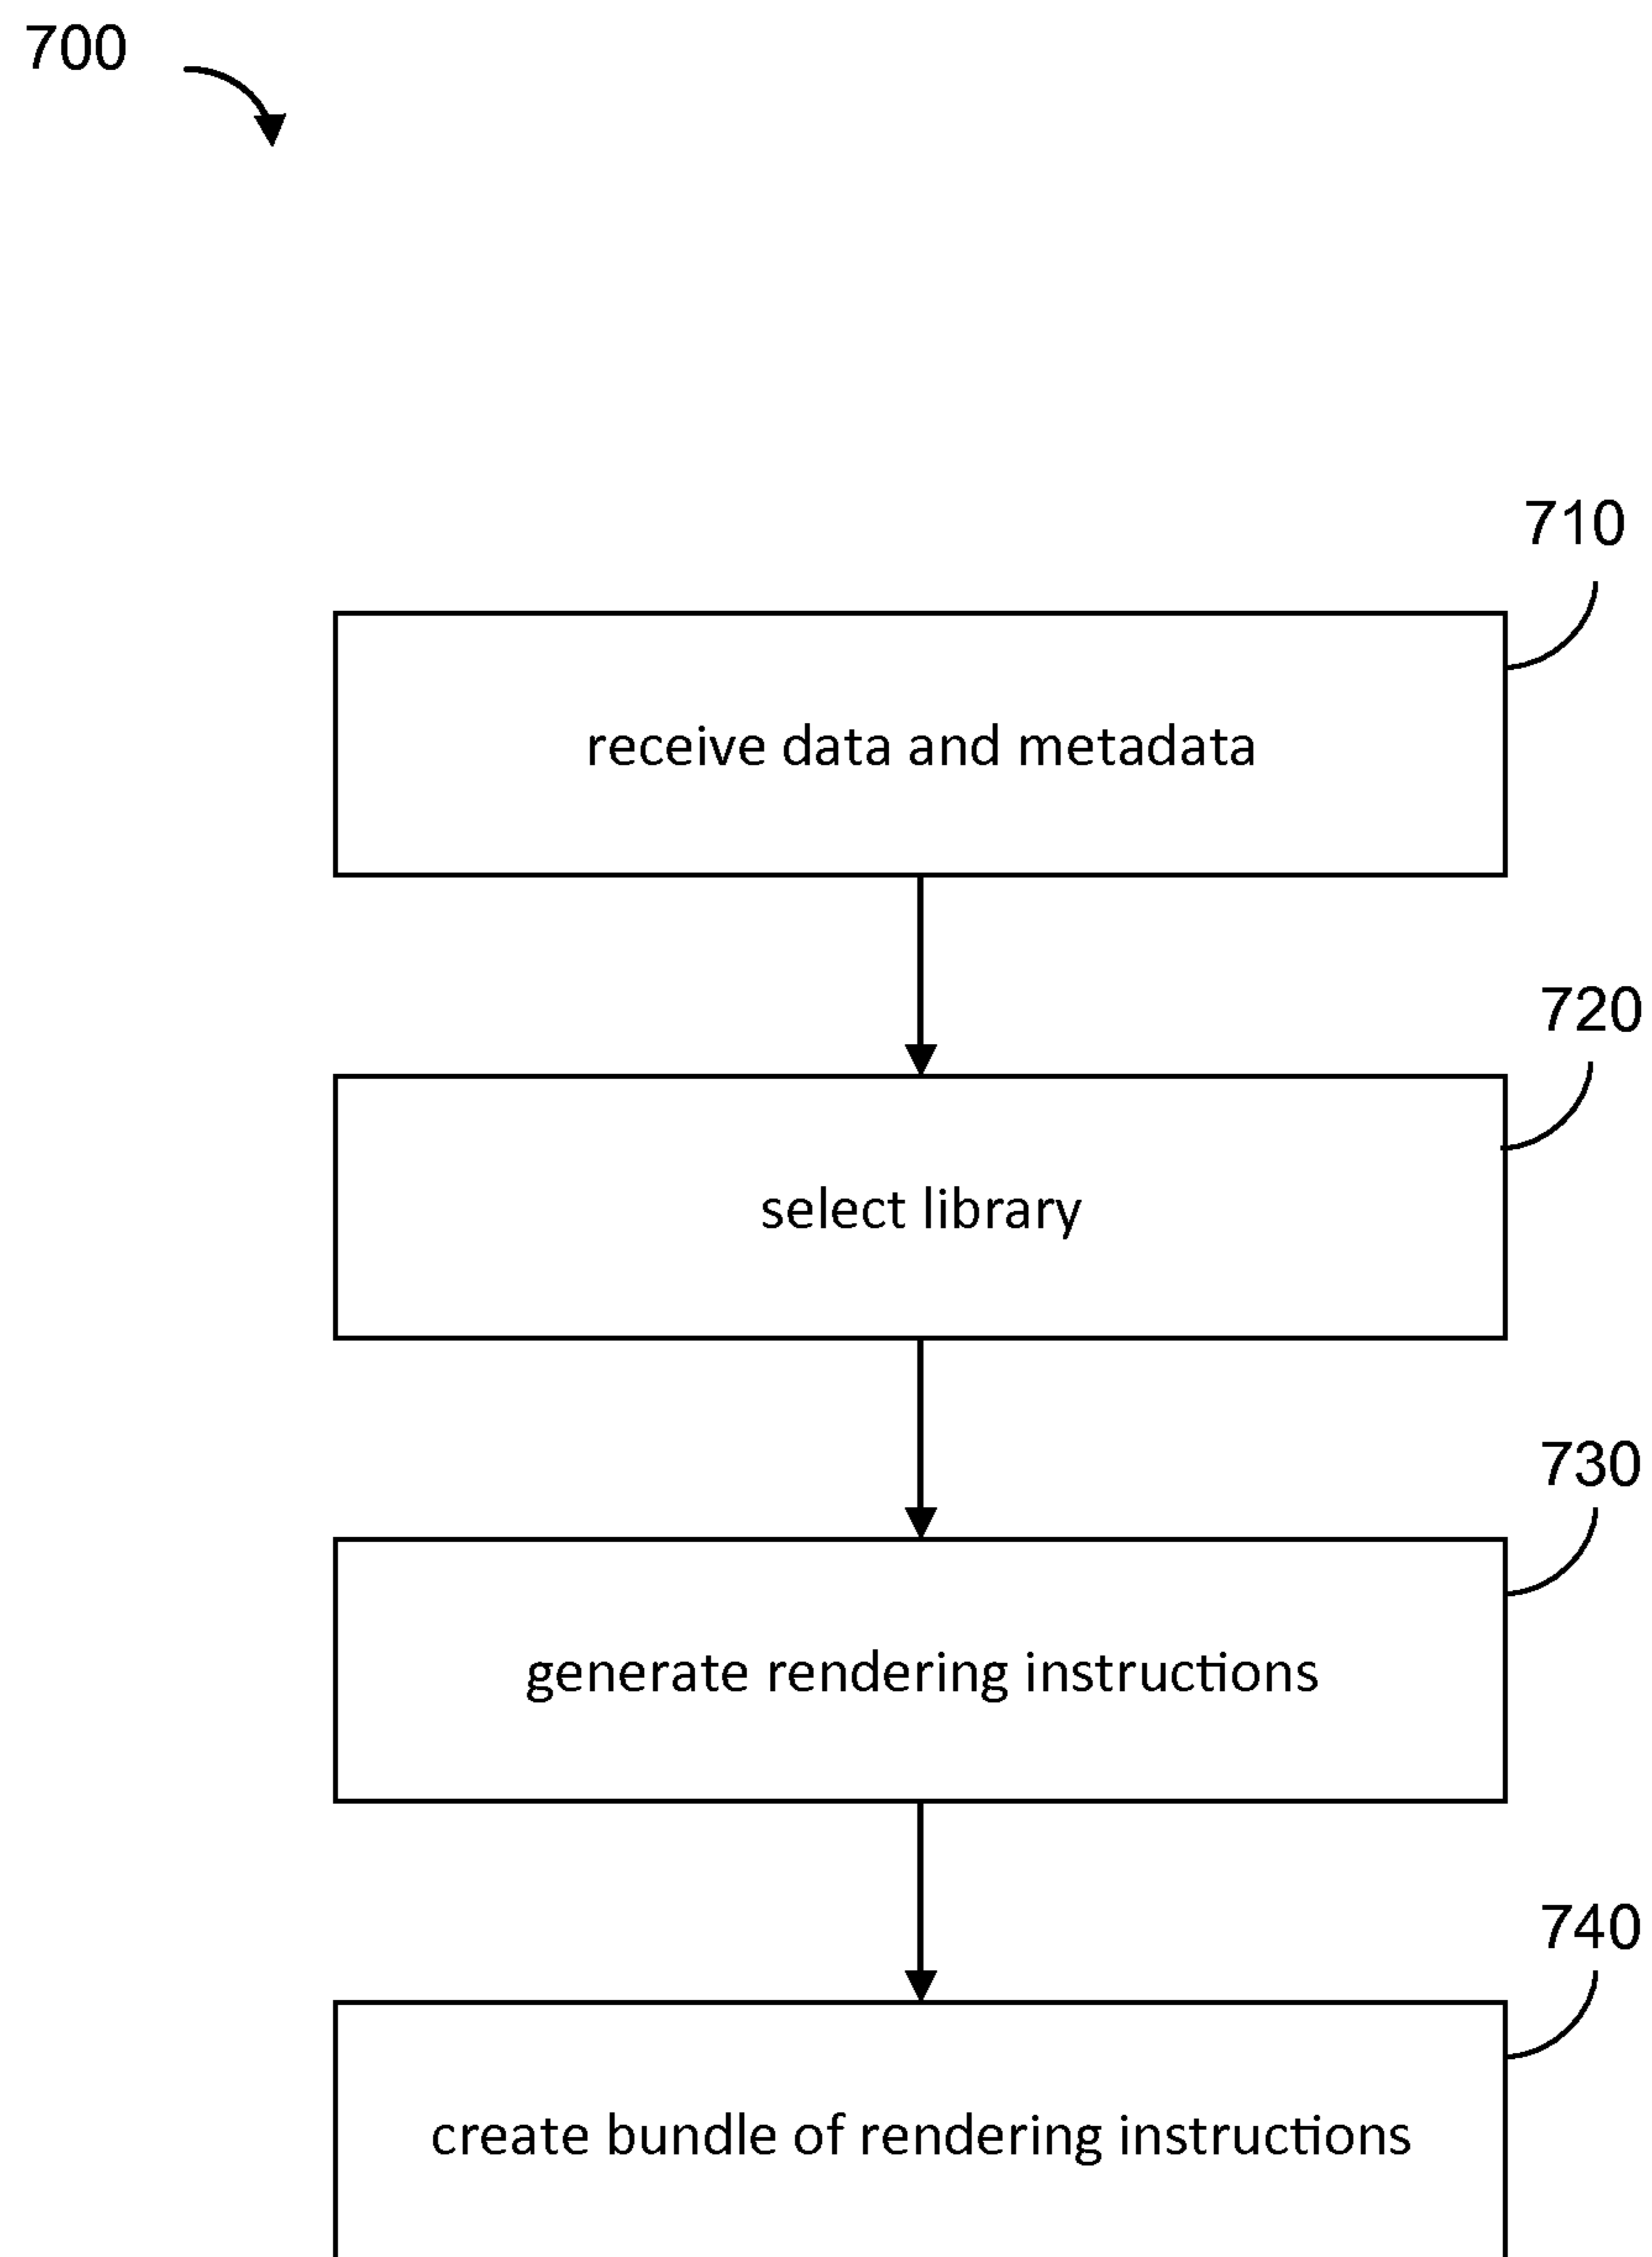 700
710
receive data and metadata
720
select library
730
generate rendering instructions
740
create bundle of rendering instructions